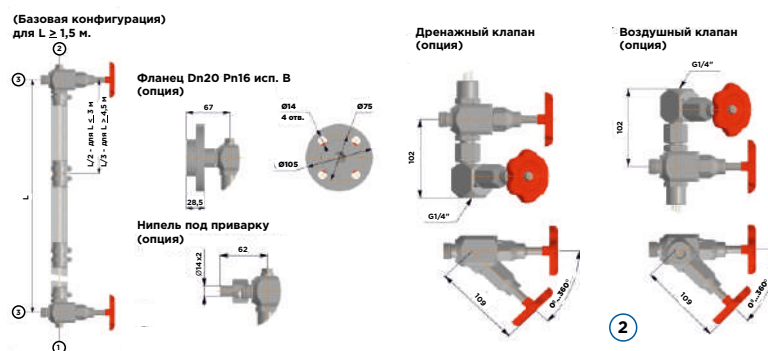 (Базовая конфигурация)
для L ≥ 1,5 м.
2
3
L/2 - для L ≤ 3 м
L/3 - для L ≥ 4,5 м
L
3
1
Фланец Dn20 Pn16 исп. В
(опция)
67
28,5
Ø14
4 отв.
Ø75
Ø105
Нипель под приварку
(опция)
62
Ø14x2
Дренажный клапан
(опция)
102
G1/4"
109
0°...360°
Воздушный клапан
(опция)
G1/4"
102
109
0°...360°
2